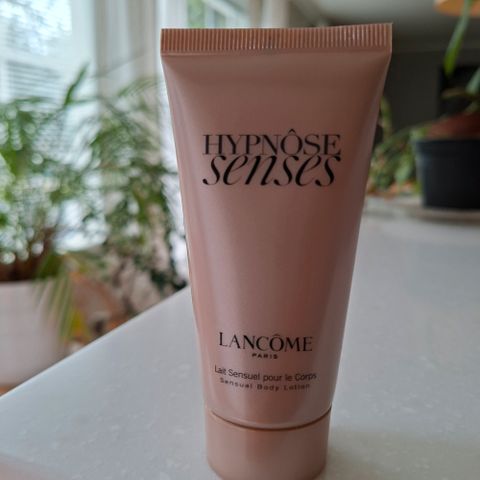 HYPNÔSE
senses
LANCÔME
PARIS
Lait Sensuel pour le Corps
Sensual Body Lotion